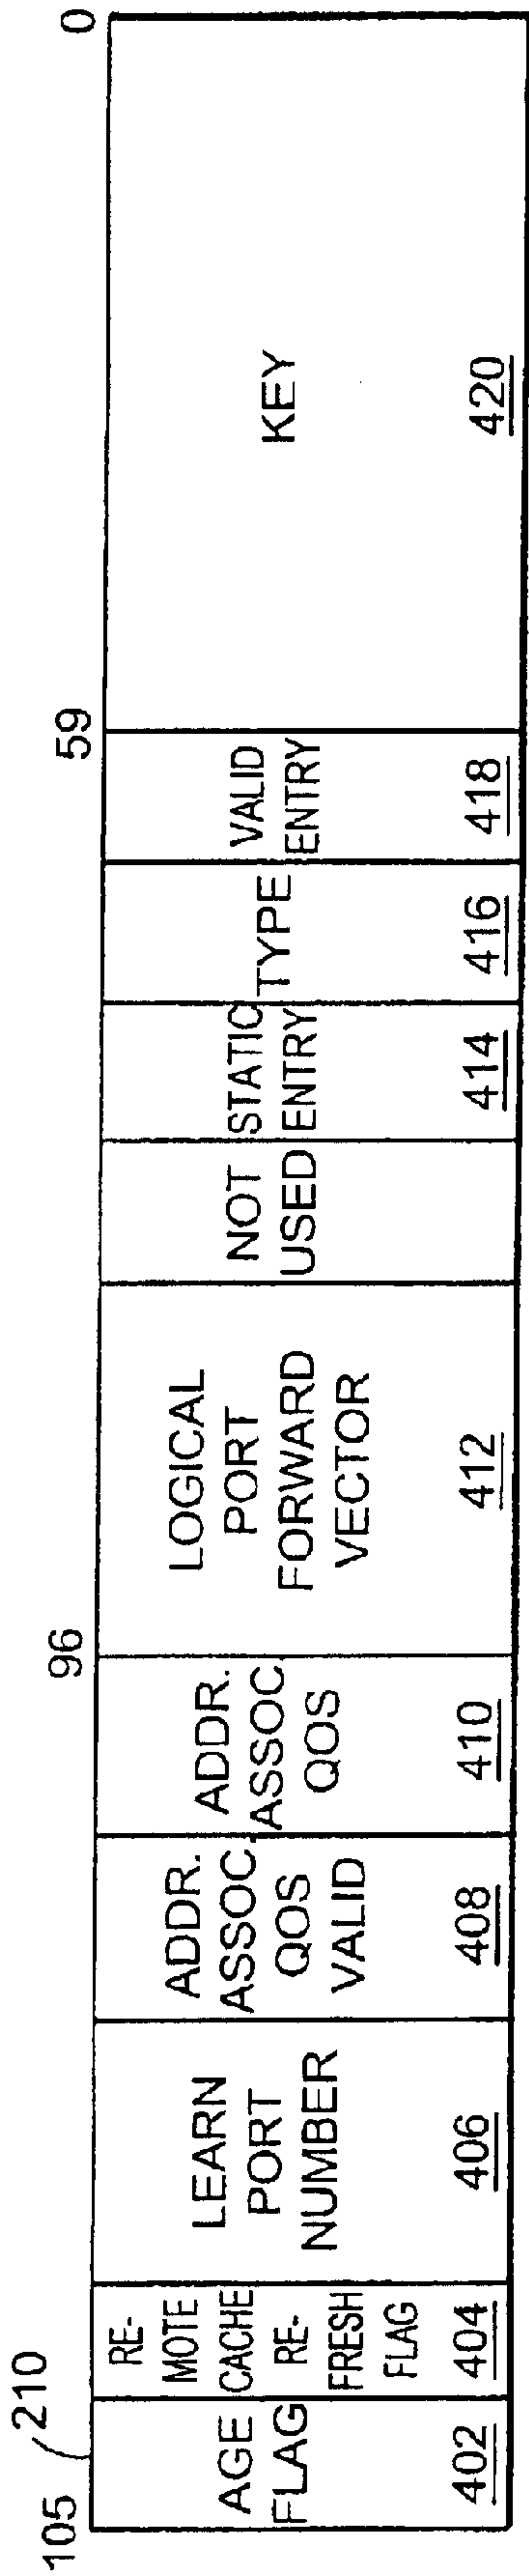 210
105
96
59
0
AGE
FLAG
402
RE-
MOTE
CACHE
RE-
FRESH
FLAG
404
LEARN
PORT
NUMBER
406
ADDR.
ASSOC.
QOS
VALID
408
ADDR.
ASSOC.
QOS
410
LOGICAL
PORT
FORWARD
VECTOR
412
NOT
USED
STATIC
ENTRY
414
TYPE
416
VALID
ENTRY
418
KEY
420